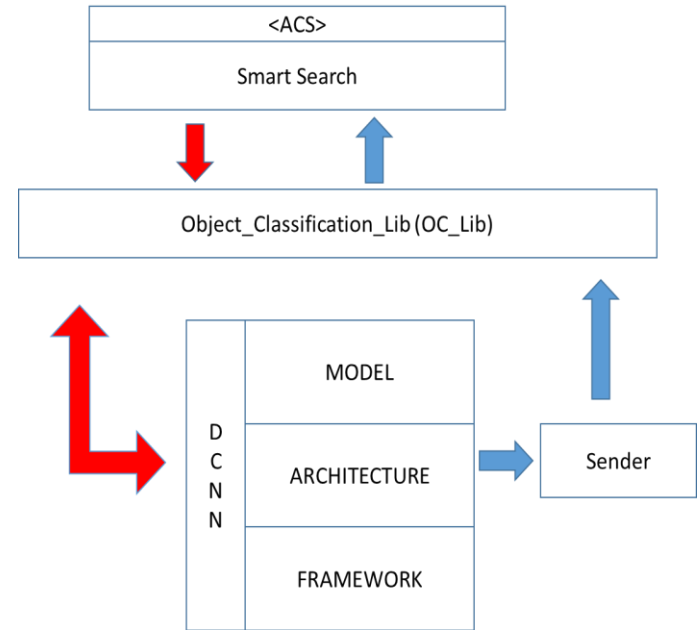 <ACS>
Smart Search
Object_Classification_Lib (OC_Lib)
MODEL
D
C
N
N
ARCHITECTURE
Sender
FRAMEWORK